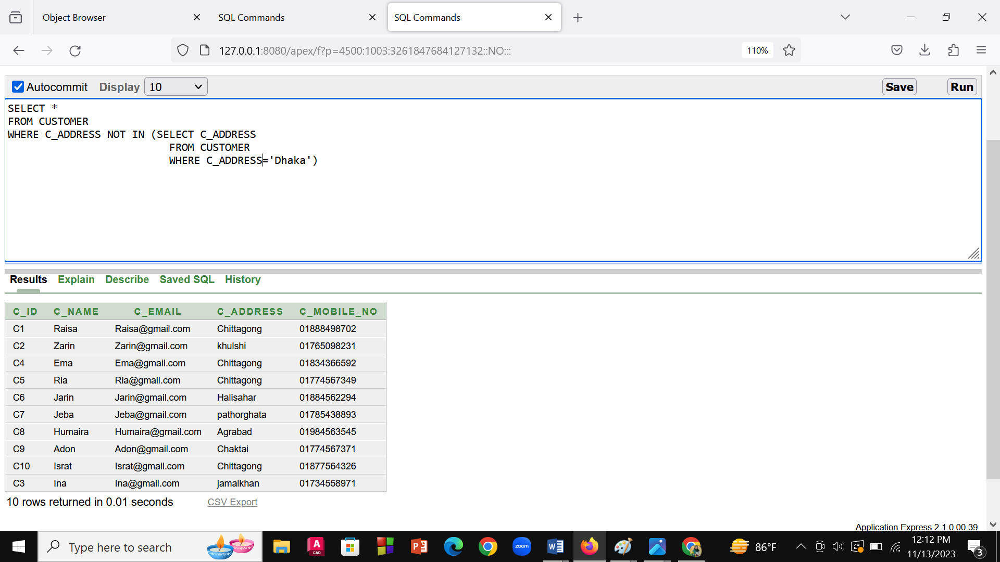 Object Browser
SQL Commands
SQL Commands
127.0.0.1:8080/apex/f?p=4500:1003:3261847684127132::NO:::
110%
Autocommit Display 10 Save Run
SELECT *
FROM CUSTOMER
WHERE C_ADDRESS NOT IN (SELECT C_ADDRESS
FROM CUSTOMER
WHERE C_ADDRESS='Dhaka')
Results Explain Describe Saved SQL History
C_ID C_NAME C_EMAIL C_ADDRESS C_MOBILE_NO
C1 Raisa Raisa@gmail.com Chittagong 01888498702
C2 Zarin Zarin@gmail.com khulshi 01765098231
C4 Ema Ema@gmail.com Chittagong 01834366592
C5 Ria Ria@gmail.com Chittagong 01774567349
C6 Jarin Jarin@gmail.com Halisahar 01884562294
C7 Jeba Jeba@gmail.com pathorghata 01785438893
C8 Humaira Humaira@gmail.com Agrabad 01984563545
C9 Adon Adon@gmail.com Chaktai 01774567371
C10 Israt Israt@gmail.com Chittagong 01877564326
C3 Ina Ina@gmail.com jamalkhan 01734558971
10 rows returned in 0.01 seconds CSV Export
Application Express 2.1.0.00.39
Type here to search
A
CAD
P
zoom
W
86°F
12:12 PM
11/13/2023
3